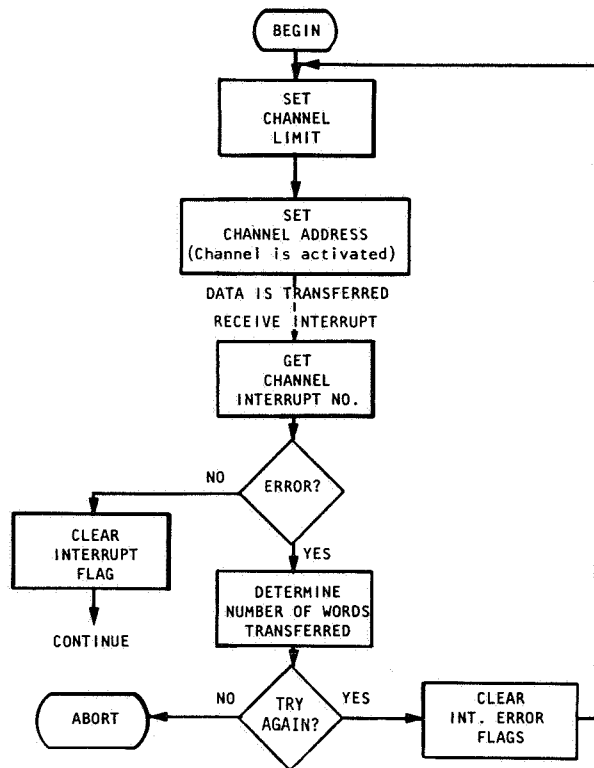 BEGIN
SET
CHANNEL
LIMIT
SET
CHANNEL ADDRESS
(Channel is activated)
DATA IS TRANSFERRED
RECEIVE INTERRUPT
GET
CHANNEL
INTERRUPT NO.
NO
ERROR?
CLEAR
INTERRUPT
FLAG
YES
CONTINUE
DETERMINE
NUMBER OF WORDS
TRANSFERRED
ABORT
NO
TRY
AGAIN?
YES
CLEAR
INT. ERROR
FLAGS